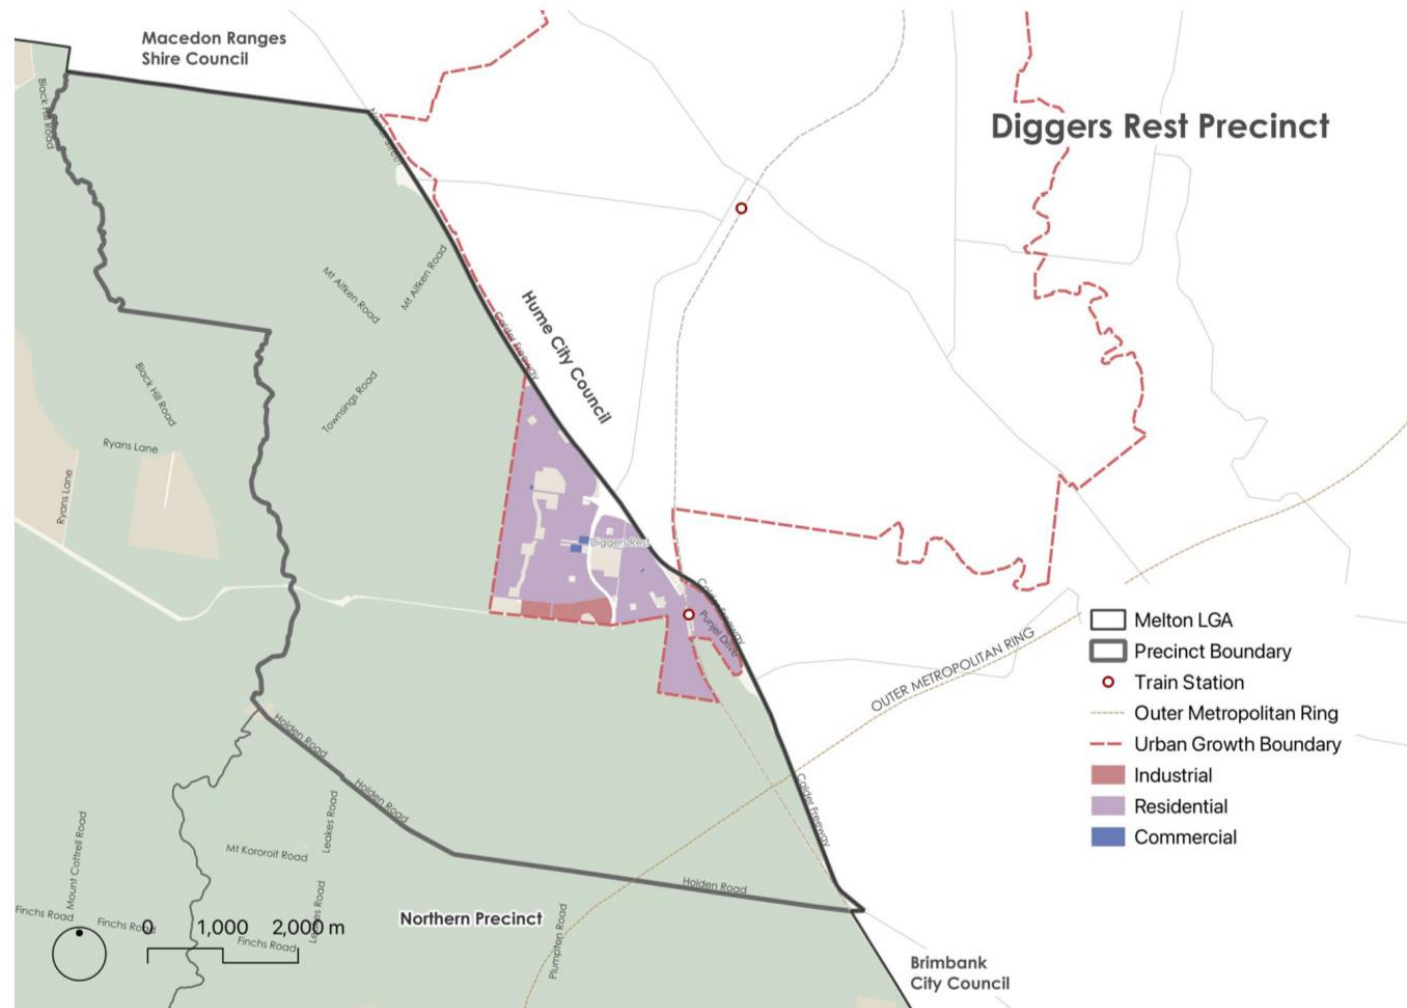 Macedon Ranges
Shire Council
Diggers Rest Precinct
Black Hill Road
Mt Aitken Road
Mt Aitken Road
Hume City Council
Calder Freeway
Black Hill Road
Townsings Road
Ryans Lane
Ryans Lane
Diggers Rest
Calder Freeway
Punjel Drive
OUTER METROPOLITAN RING
Melton LGA
Precinct Boundary
Train Station
Outer Metropolitan Ring
Urban Growth Boundary
Industrial
Residential
Commercial
Holden Road
Holden Road
Calder Freeway
Leakes Road
Mt Kororoit Road
Mount Cottrell Road
Holden Road
Finchs Road
Finchs Road
Finchs Road
Leakes Road
Northern Precinct
Plumpton Road
0 1,000 2,000 m
Brimbank
City Council